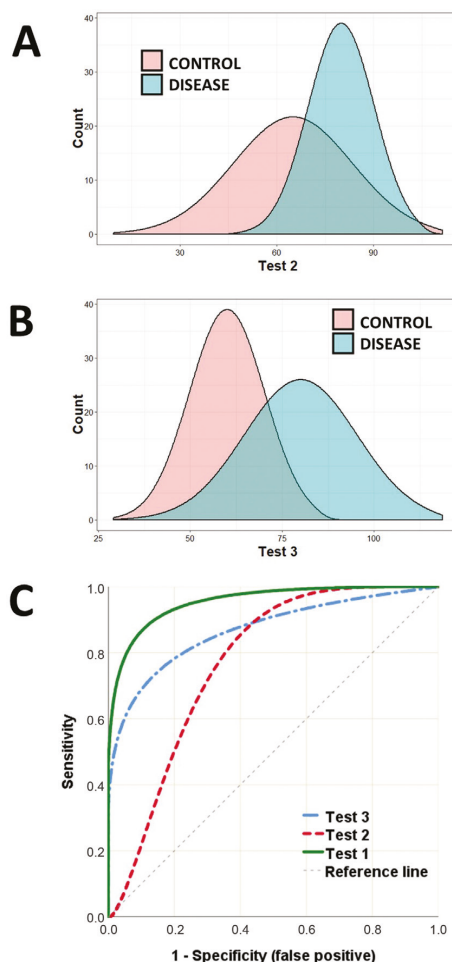 A
CONTROL
DISEASE
Count
40
30
20
10
0
30
60
90
Test 2
B
CONTROL
DISEASE
Count
40
30
20
10
0
25
50
75
100
Test 3
C
Sensitivity
1.0
0.8
0.6
0.4
0.2
0.0
Test 3
Test 2
Test 1
Reference line
0.0
0.2
0.4
0.6
0.8
1.0
1 - Specificity (false positive)